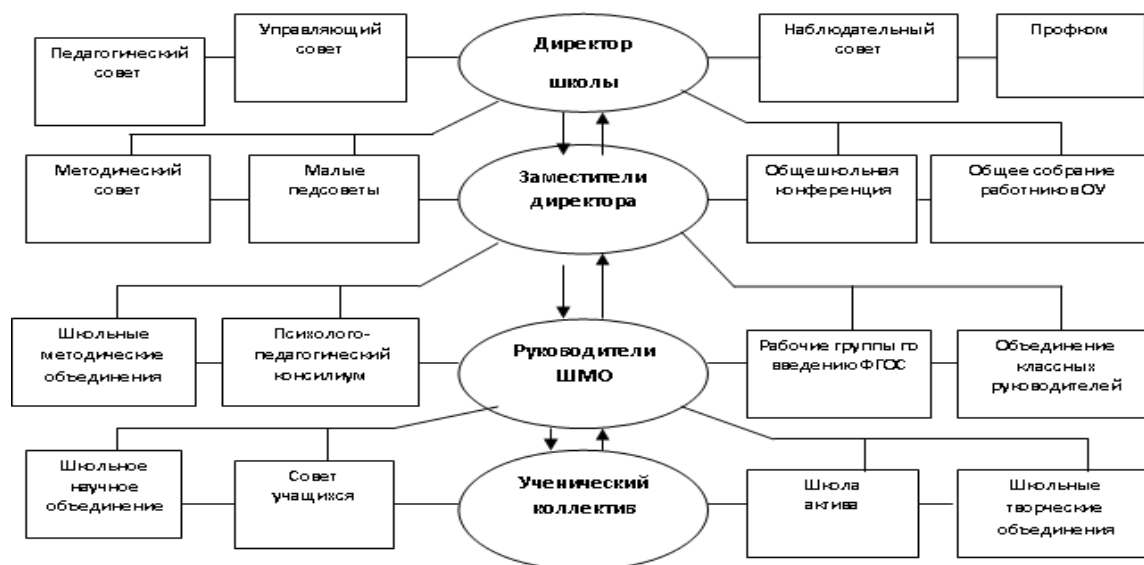 Педагогический
совет
Управляющий
совет
Директор
школы
Наблюдательный
совет
Профком
Методический
совет
Малые
педсоветы
Заместители
директора
Общешкольная
конференция
Общее собрание
работников ОУ
Школьные
методические
объединения
Психолого-
педагогический
консилиум
Руководители
ШМО
Рабочие группы по
введению ФГОС
Объединение
классных
руководителей
Школьное
научное
объединение
Совет
учащихся
Ученический
коллектив
Школа
актива
Школьные
творческие
объединения